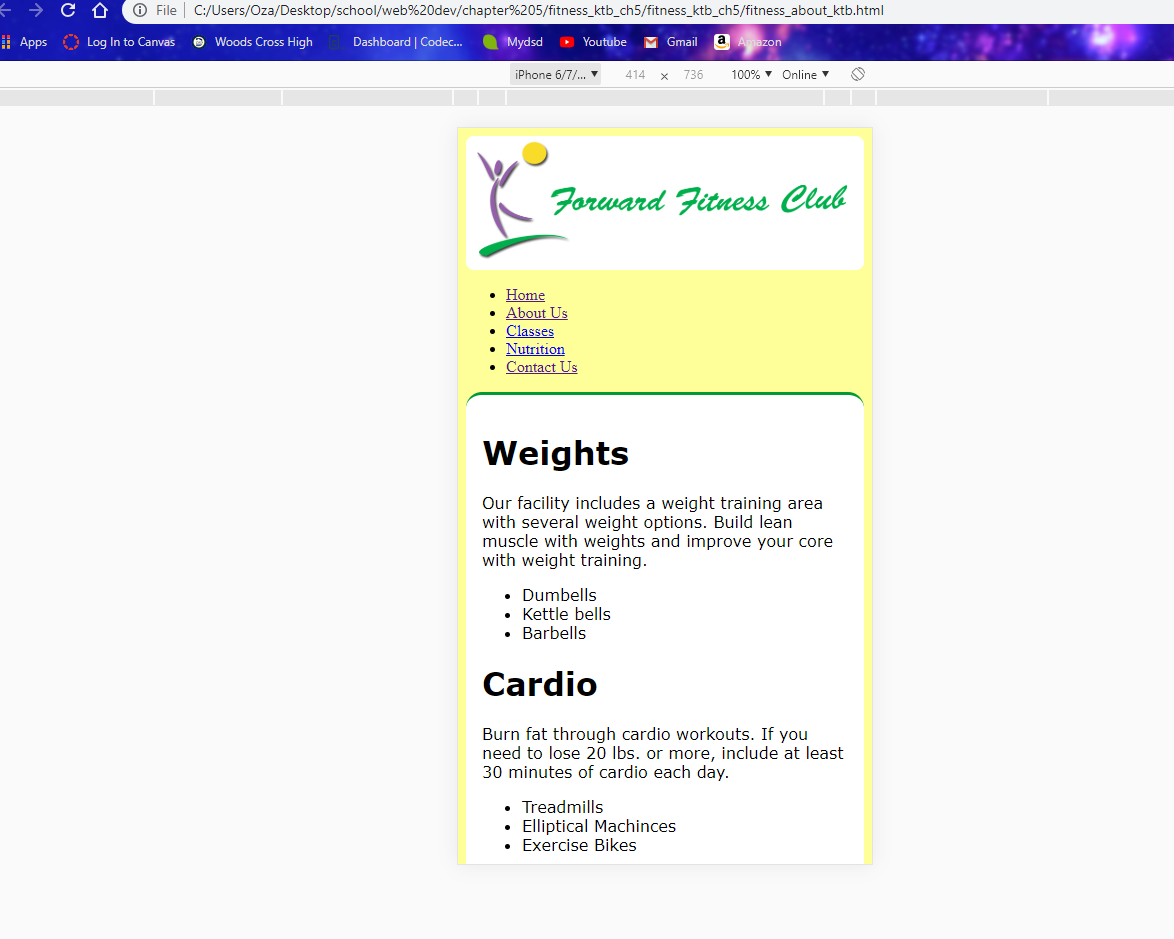 File C:/Users/Oza/Desktop/school/web%20dev/chapter%205/fitness_ktb_ch5/fitness_ktb_ch5/fitness_about_ktb.html
Apps Log In to Canvas Woods Cross High Dashboard | Codec... Mydsd Youtube Gmail Amazon
iPhone 6/7/... 414 x 736 100% Online
Forward Fitness Club
Home
About Us
Classes
Nutrition
Contact Us
Weights
Our facility includes a weight training area
with several weight options. Build lean
muscle with weights and improve your core
with weight training.
Dumbells
Kettle bells
Barbells
Cardio
Burn fat through cardio workouts. If you
need to lose 20 lbs. or more, include at least
30 minutes of cardio each day.
Treadmills
Elliptical Machinces
Exercise Bikes